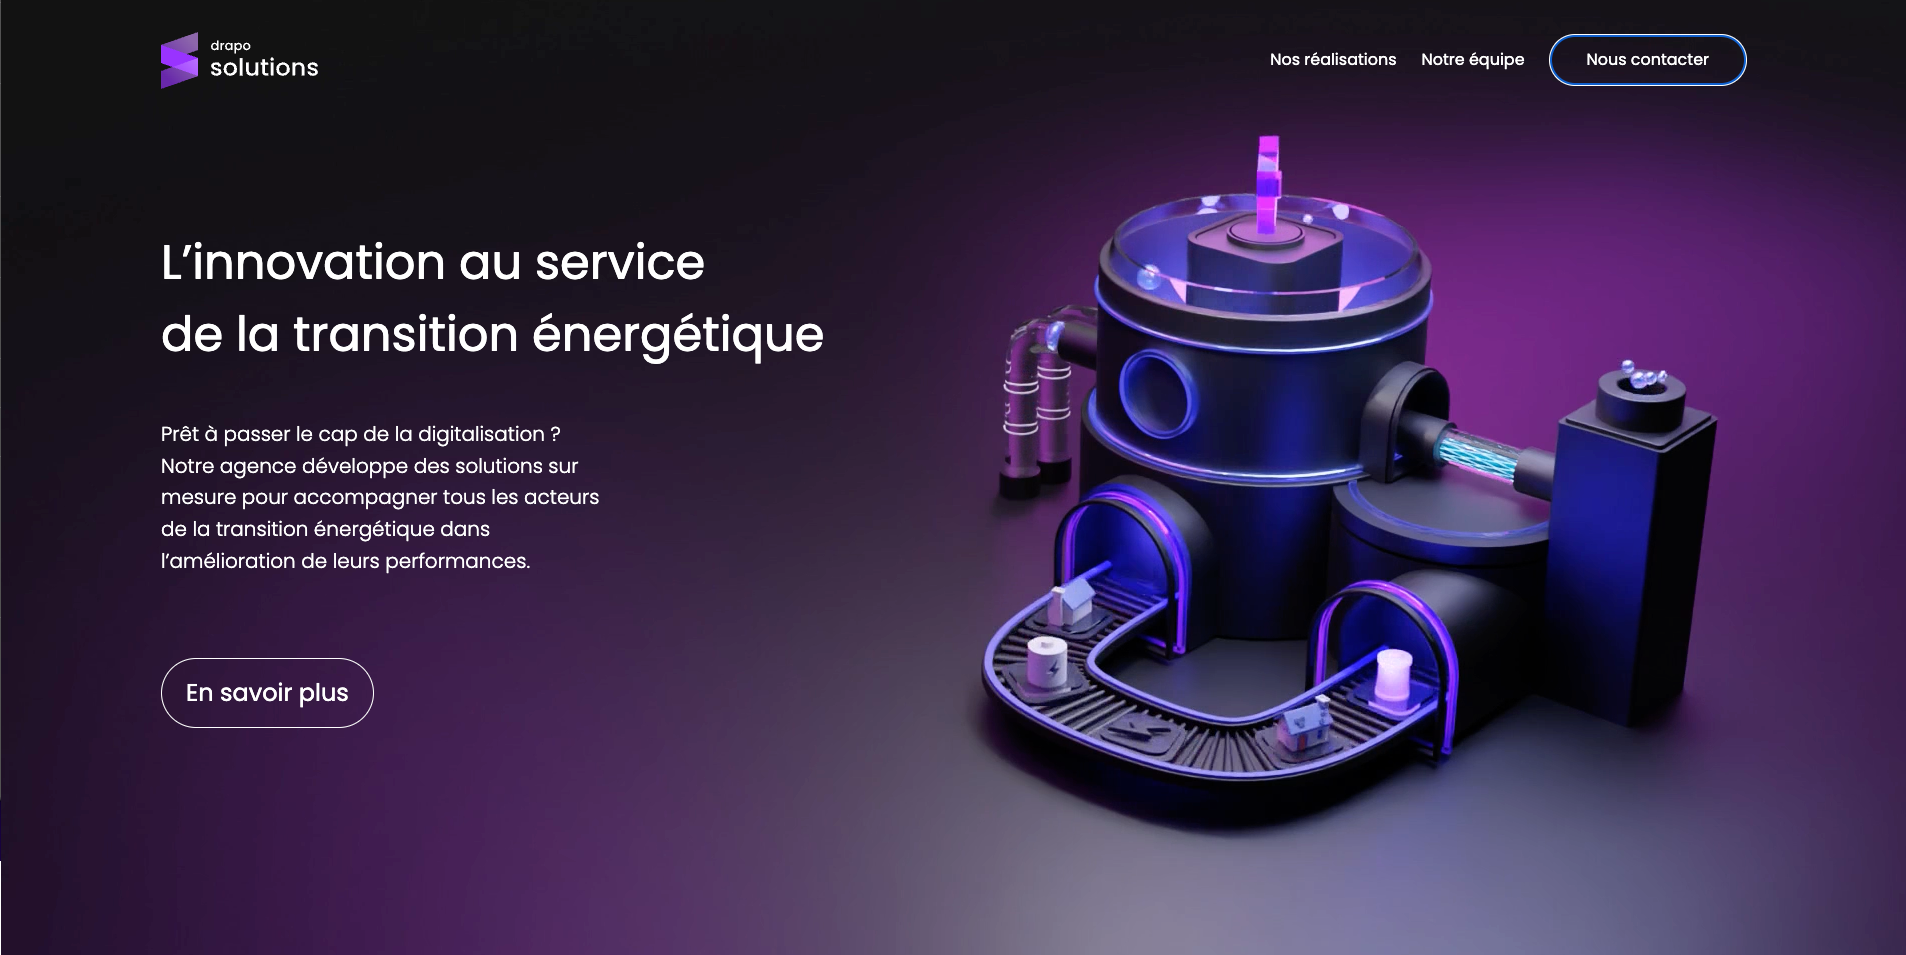 drapo
solutions
Nos réalisations
Notre équipe
Nous contacter
L’innovation au service
de la transition énergétique
Prêt à passer le cap de la digitalisation ?
Notre agence développe des solutions sur
mesure pour accompagner tous les acteurs
de la transition énergétique dans
l’amélioration de leurs performances.
En savoir plus